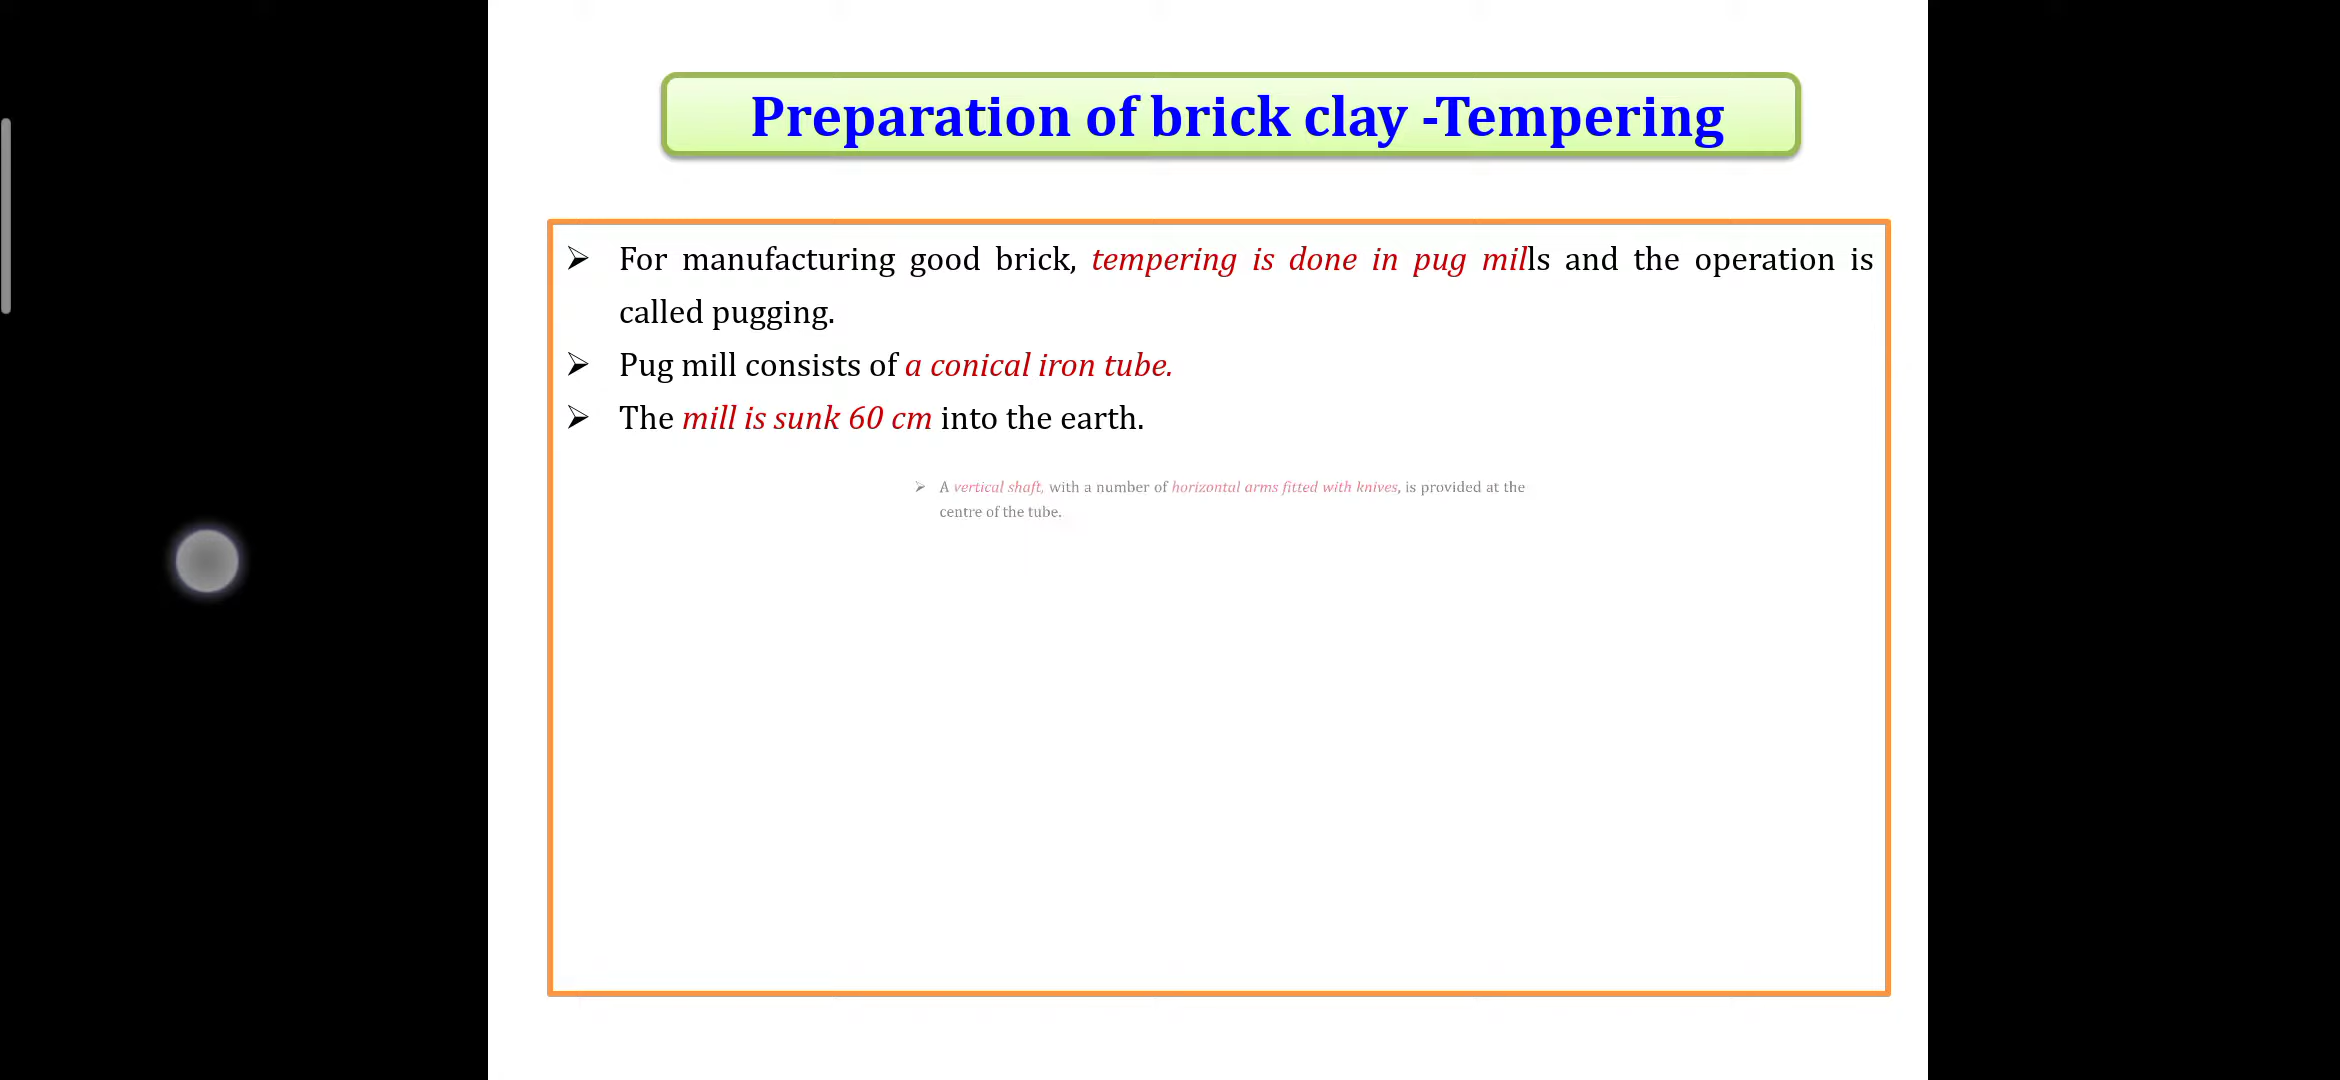 Preparation of brick clay -Tempering
➢ For manufacturing good brick, tempering is done in pug mills and the operation is
called pugging.
➢ Pug mill consists of a conical iron tube.
➢ The mill is sunk 60 cm into the earth.
➢ A vertical shaft, with a number of horizontal arms fitted with knives, is provided at the
centre of the tube.